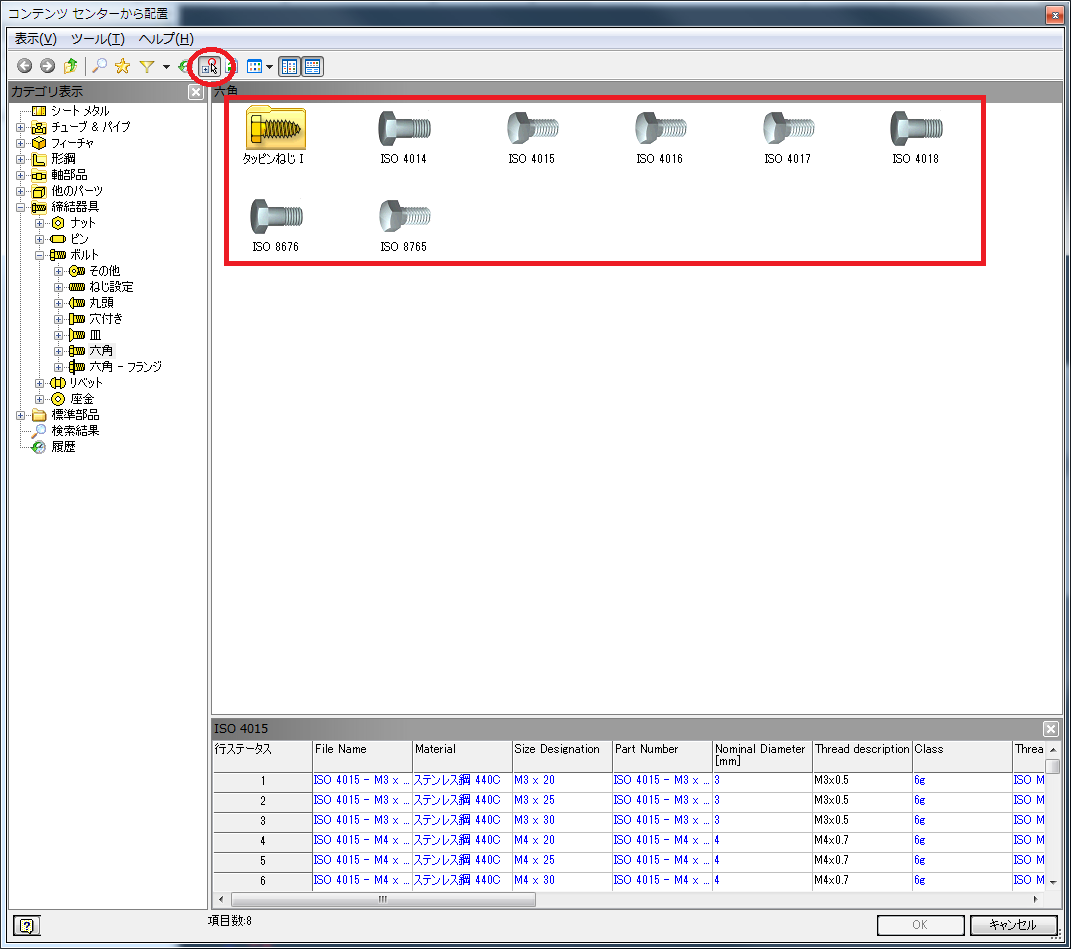 コンテンツ センターから配置
表示(V) ツール(T) ヘルプ(H)
カテゴリ表示
シート メタル
チューブ & パイプ
フィーチャ
形鋼
軸部品
他のパーツ
締結器具
ナット
ピン
ボルト
その他
ねじ設定
丸頭
穴付き
皿
六角
六角 - フランジ
リベット
座金
標準部品
検索結果
履歴
六角
タッピンねじ I ISO 4014 ISO 4015 ISO 4016 ISO 4017 ISO 4018
ISO 8676 ISO 8765
ISO 4015
行ステータス File Name Material Size Designation Part Number Nominal Diameter [mm] Thread description Class Threa
1 ISO 4015 - M3 x ... ステンレス鋼 440C M3 x 20 ISO 4015 - M3 x ... 3 M3x0.5 6g ISO M
2 ISO 4015 - M3 x ... ステンレス鋼 440C M3 x 25 ISO 4015 - M3 x ... 3 M3x0.5 6g ISO M
3 ISO 4015 - M3 x ... ステンレス鋼 440C M3 x 30 ISO 4015 - M3 x ... 3 M3x0.5 6g ISO M
4 ISO 4015 - M4 x ... ステンレス鋼 440C M4 x 20 ISO 4015 - M4 x ... 4 M4x0.7 6g ISO M
5 ISO 4015 - M4 x ... ステンレス鋼 440C M4 x 25 ISO 4015 - M4 x ... 4 M4x0.7 6g ISO M
6 ISO 4015 - M4 x ... ステンレス鋼 440C M4 x 30 ISO 4015 - M4 x ... 4 M4x0.7 6g ISO M
項目数:8
OK キャンセル